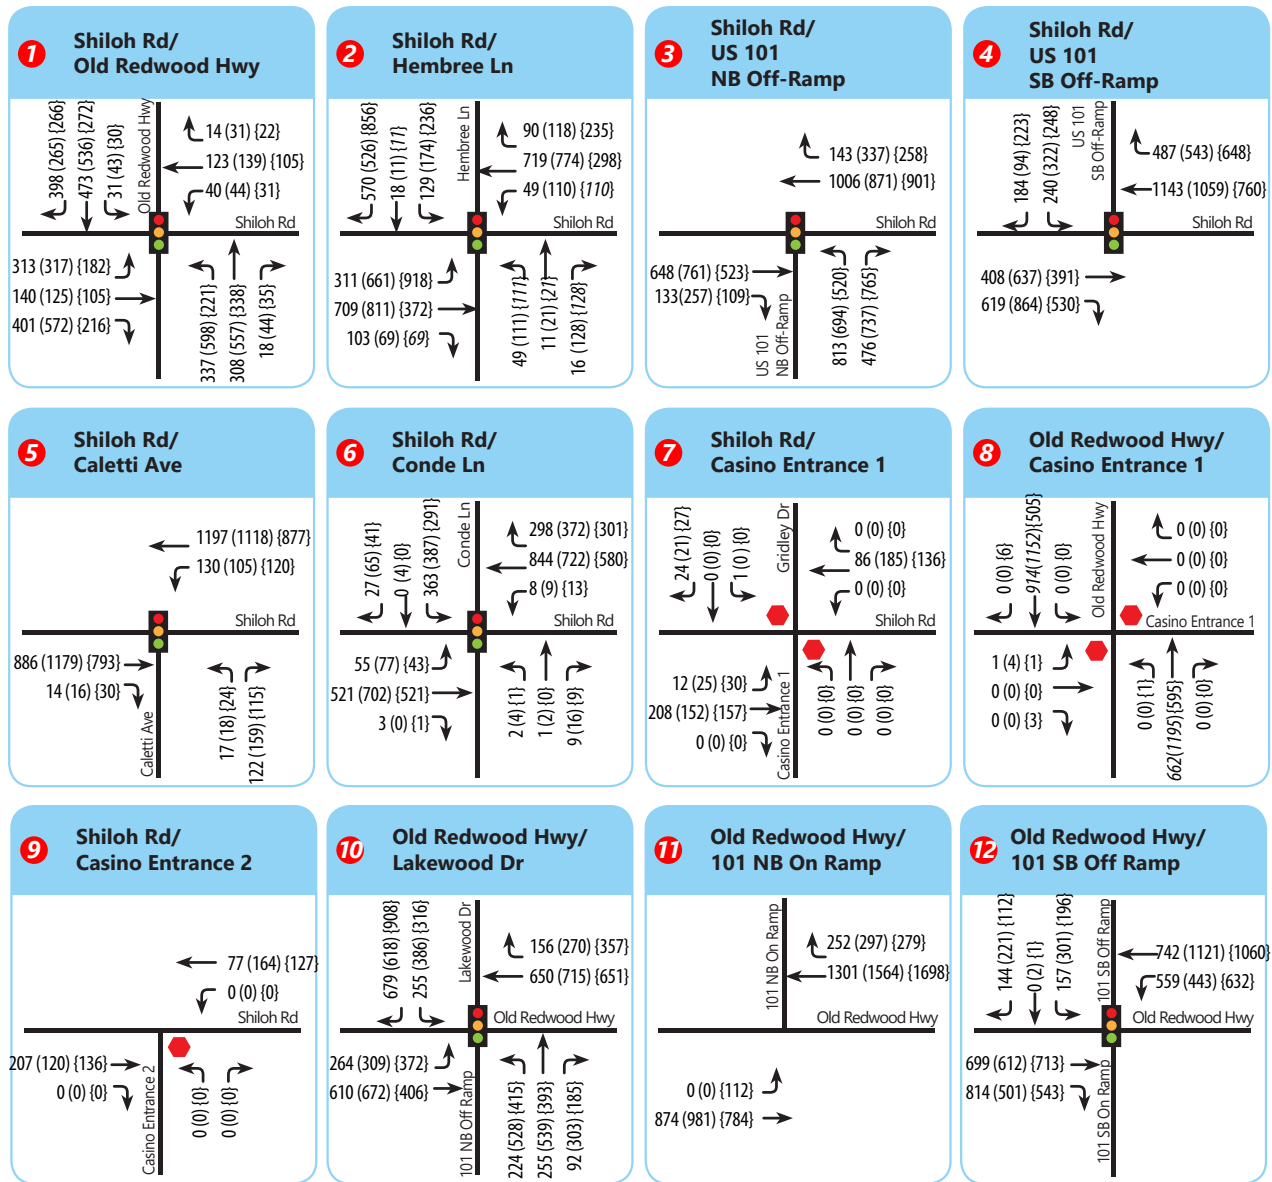 1
Shiloh Rd/
Old Redwood Hwy
398 (265) {266}
473 (536) {272}
31 (43) {30}
Old Redwood Hwy
14 (31) {22}
123 (139) {105}
40 (44) {31}
Shiloh Rd
313 (317) {182}
140 (125) {105}
401 (572) {216}
337 (598) {221}
308 (557) {338}
18 (44) {35}
2
Shiloh Rd/
Hembree Ln
570 (526) {856}
18 (11) {7}
129 (174) {236}
Hembree Ln
90 (118) {235}
719 (774) {298}
49 (110) {110}
Shiloh Rd
311 (661) {918}
709 (811) {372}
103 (69) {69}
49 (111) {111}
11 (21) {21}
16 (128) {128}
3
Shiloh Rd/
US 101
NB Off-Ramp
143 (337) {258}
1006 (871) {901}
Shiloh Rd
648 (761) {523}
133(257) {109}
US 101
NB Off-Ramp
813 (694) {520}
476 (737) {765}
4
Shiloh Rd/
US 101
SB Off-Ramp
184 (94) {223}
240 (322) {248}
US 101
SB Off-Ramp
487 (543) {648}
1143 (1059) {760}
Shiloh Rd
408 (637) {391}
619 (864) {530}
5
Shiloh Rd/
Caletti Ave
1197 (1118) {877}
130 (105) {120}
Shiloh Rd
886 (1179) {793}
14 (16) {30}
Caletti Ave
17 (18) {24}
122 (159) {115}
6
Shiloh Rd/
Conde Ln
27 (65) {41}
0 (4) {0}
363 (387) {291}
Conde Ln
298 (372) {301}
844 (722) {580}
8 (9) {13}
Shiloh Rd
55 (77) {43}
521 (702) {521}
3 (0) {1}
2 (4) {1}
1 (2) {0}
9 (16) {9}
7
Shiloh Rd/
Casino Entrance 1
24 (21) {27}
0 (0) {0}
1 (0 ) {0}
Gridley Dr
0 (0) {0}
86 (185) {136}
0 (0) {0}
Shiloh Rd
12 (25) {30}
208 (152) {157}
0 (0) {0}
Casino Entrance 1
0 (0) {0}
0 (0) {0}
0 (0) {0}
8
Old Redwood Hwy/
Casino Entrance 1
0 (0) {6}
974(1152){505}
0 (0) {0}
Old Redwood Hwy
0 (0) {0}
0 (0) {0}
0 (0) {0}
Casino Entrance 1
1 (4) {1}
0 (0) {0}
0 (0) {3}
0 (0) {1}
662(1195){595}
0 (0) {0}
9
Shiloh Rd/
Casino Entrance 2
77 (164) {127}
0 (0) {0}
Shiloh Rd
207 (120) {136}
0 (0) {0}
Casino Entrance 2
0 (0) {0}
0 (0) {0}
10
Old Redwood Hwy/
Lakewood Dr
679 (618) {908}
255 (386) {316}
Lakewood Dr
156 (270) {357}
650 (715) {651}
Old Redwood Hwy
264 (309) {372}
610 (672) {406}
101 NB Off Ramp
224 (528) {415}
255 (539) {393}
92 (303) {185}
11
Old Redwood Hwy/
101 NB On Ramp
101 NB On Ramp
252 (297) {279}
1301 (1564) {1698}
Old Redwood Hwy
0 (0) {112}
874 (981) {784}
12
Old Redwood Hwy/
101 SB Off Ramp
144 (221) {112}
0 (2) {1}
157 (301) {196}
101 SB Off Ramp
742 (1121) {1060}
559 (443) {632}
Old Redwood Hwy
699 (612) {713}
814 (501) {543}
101 SB On Ramp